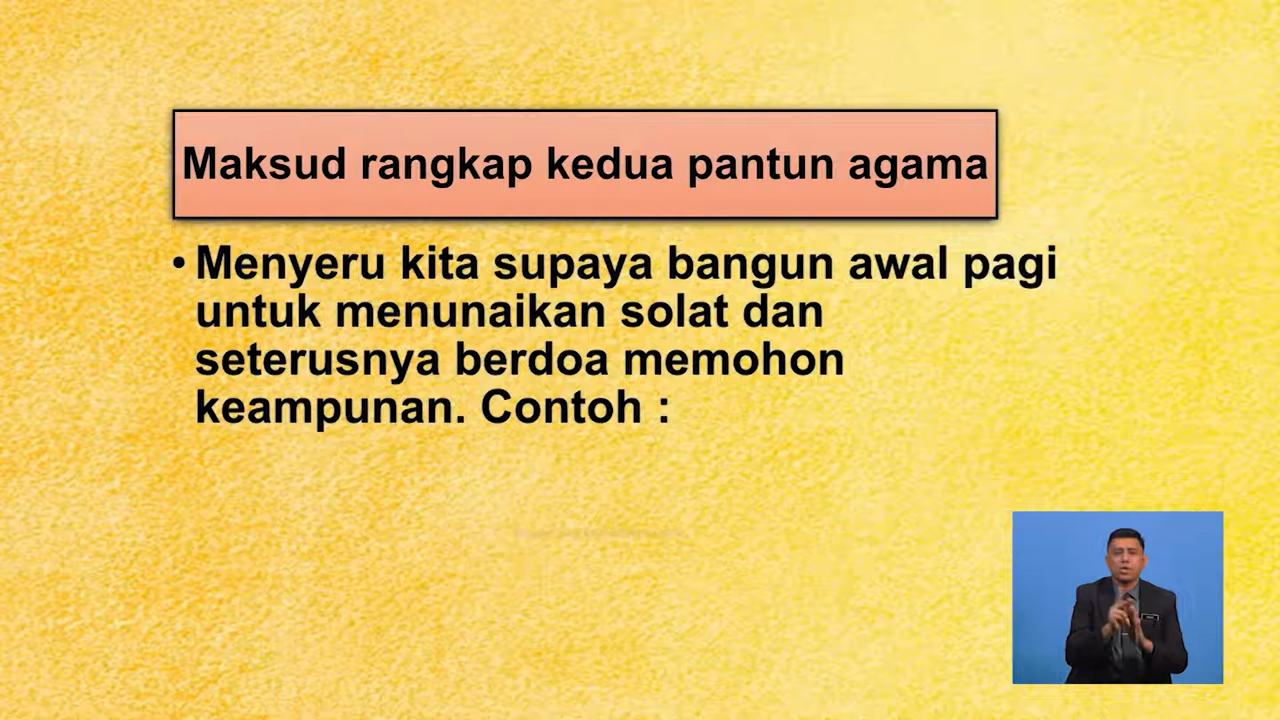 Maksud rangkap kedua pantun agama
• Menyeru kita supaya bangun awal pagi
untuk menunaikan solat dan
seterusnya berdoa memohon
keampunan. Contoh :